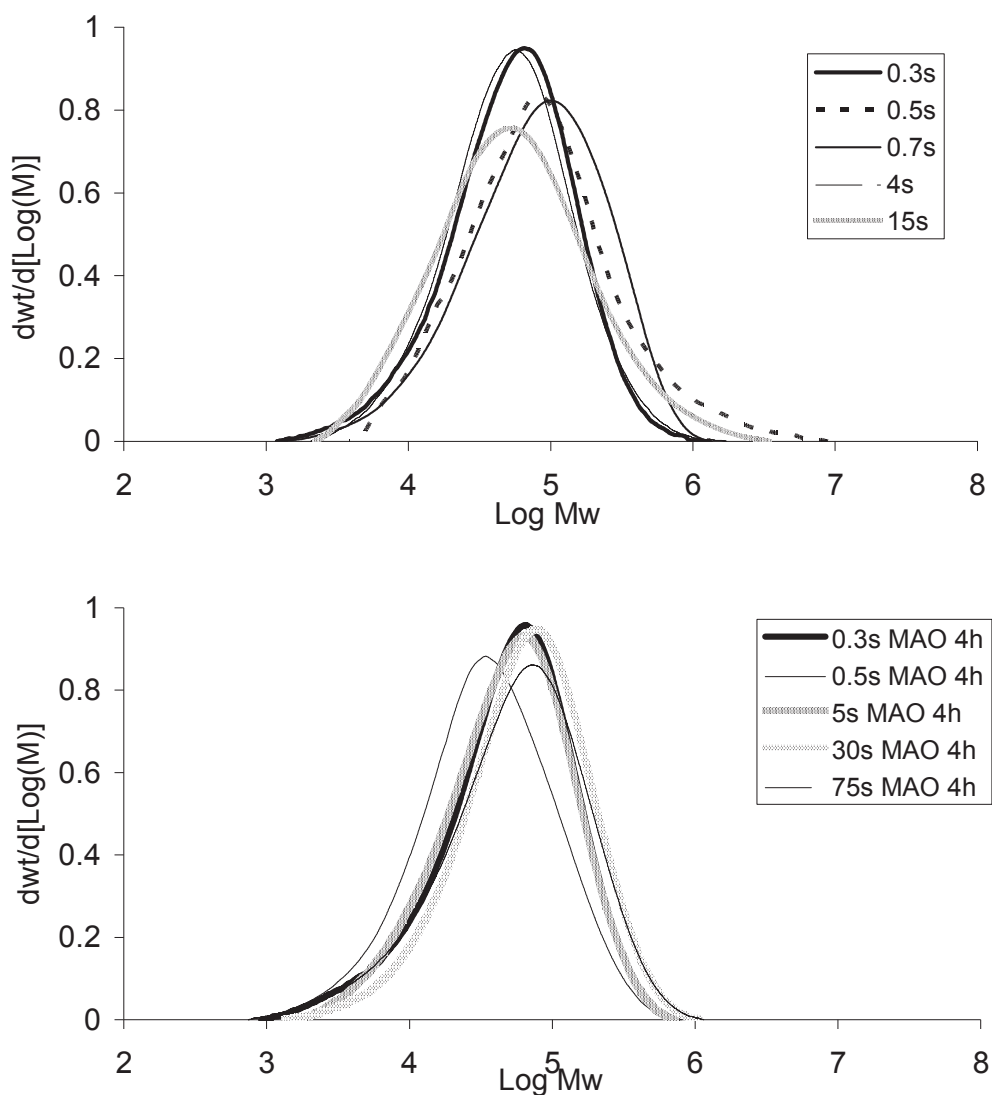 1
0.8
0.6
0.4
0.2
0
dwt/d[Log(M)]
2 3 4 5 6 7 8
Log Mw
0.3s
0.5s
0.7s
4s
15s
1
0.8
0.6
0.4
0.2
0
dwt/d[Log(M)]
2 3 4 5 6 7 8
Log Mw
0.3s MAO 4h
0.5s MAO 4h
5s MAO 4h
30s MAO 4h
75s MAO 4h